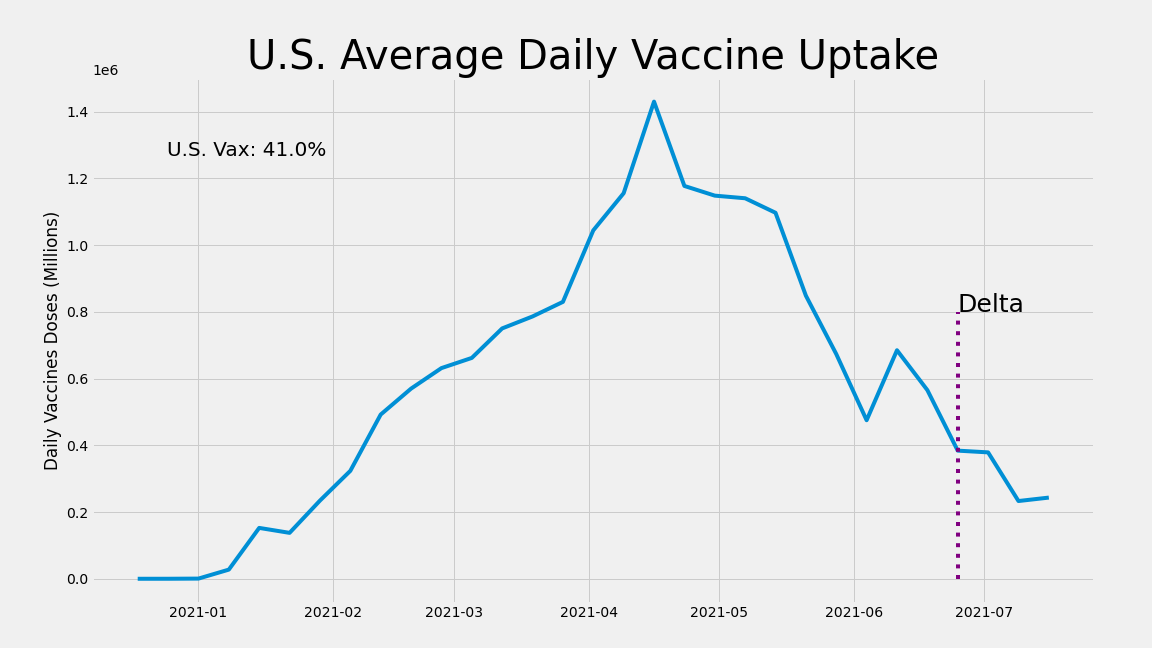 U.S. Average Daily Vaccine Uptake
1e6
1.4
U.S. Vax: 41.0%
1.2
1.0
0.8
0.6
0.4
0.2
0.0
Daily Vaccines Doses (Millions)
Delta
2021-01 2021-02 2021-03 2021-04 2021-05 2021-06 2021-07